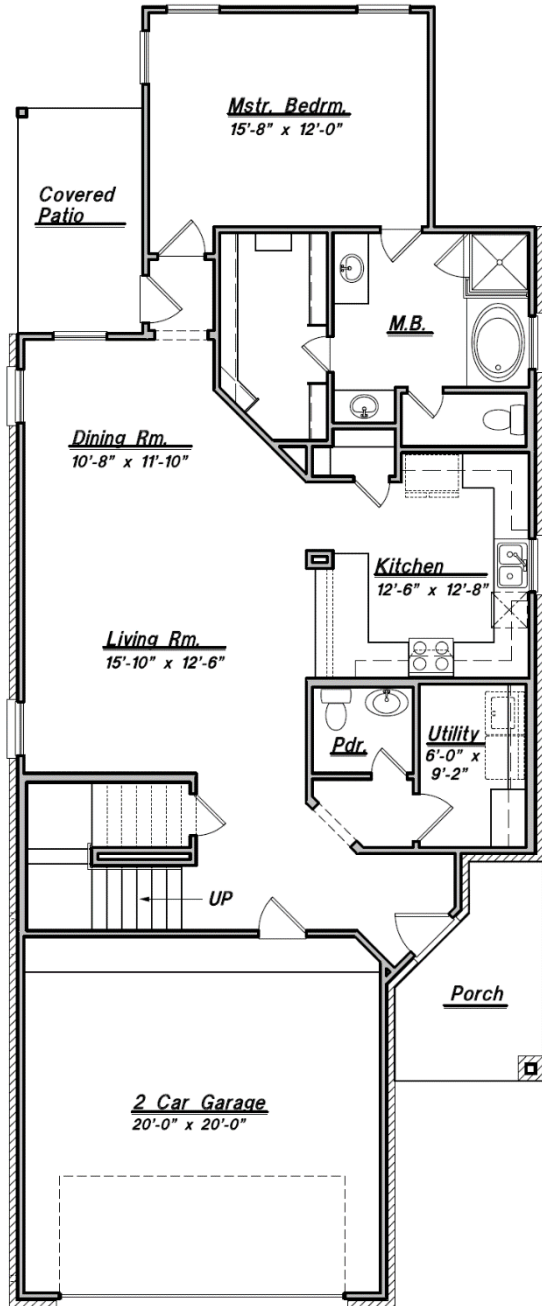 Mstr. Bedrm.
15'-8" x 12'-0"
Covered
Patio
M.B.
Dining Rm.
10'-8" x 11'-10"
Kitchen
12'-6" x 12'-8"
Living Rm.
15'-10" x 12'-6"
Pdr.
Utility
6'-0" x
9'-2"
UP
Porch
2 Car Garage
20'-0" x 20'-0"